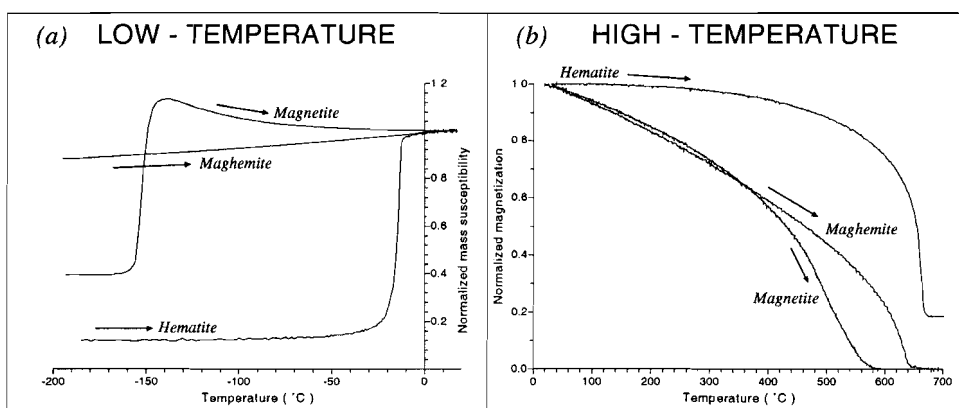 (a) LOW - TEMPERATURE
1.2
Magnetite
Maghemite
0.8
0.6
0.4
0.2
Hematite
Normalized mass susceptibility
-200 -150 -100 -50 0
Temperature ( °C )
(b) HIGH - TEMPERATURE
1.0
0.8
0.6
0.4
0.2
0.0
Normalized magnetization
Hematite
Maghemite
Magnetite
0 100 200 300 400 500 600 700
Temperature ( °C )